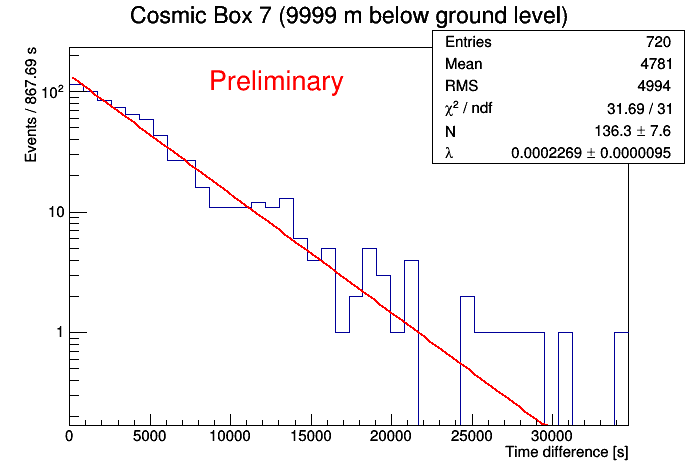 Cosmic Box 7 (9999 m below ground level)
Entries 720
Mean 4781
RMS 4994
χ² / ndf 31.69 / 31
N 136.3 ± 7.6
λ 0.0002269 ± 0.0000095
Preliminary
Events / 867.69 s
10²
10
1
0 5000 10000 15000 20000 25000 30000
Time difference [s]